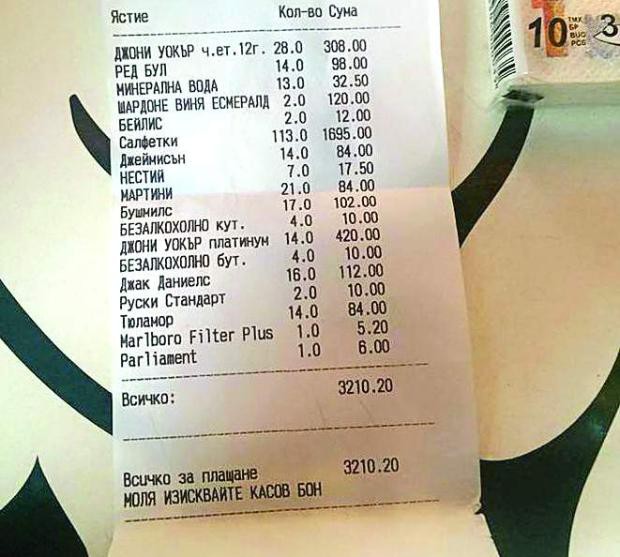 Ястие Кол-во Сума
ДЖОНИ УОКЪР ч.ет.12г. 28.0 308.00
РЕД БУЛ 14.0 98.00
МИНЕРАЛНА ВОДА 13.0 32.50
ШАРДОНЕ ВИНЯ ЕСМЕРАЛД 2.0 120.00
БЕЙЛИС 2.0 12.00
Салфетки 113.0 1695.00
Джеймисън 14.0 84.00
НЕСТИЙ 7.0 17.50
МАРТИНИ 21.0 84.00
Бушмилс 17.0 102.00
БЕЗАЛКОХОЛНО кут. 4.0 10.00
ДЖОНИ УОКЪР платинум 14.0 420.00
БЕЗАЛКОХОЛНО бут. 4.0 10.00
Джак Даниелс 16.0 112.00
Руски Стандарт 2.0 10.00
Тюламор 14.0 84.00
Marlboro Filter Plus 1.0 5.20
Parliament 1.0 6.00
Всичко: 3210.20
Всичко за плащане 3210.20
МОЛЯ ИЗИСКВАЙТЕ КАСОВ БОН
10
БР
BUC
PCS
3